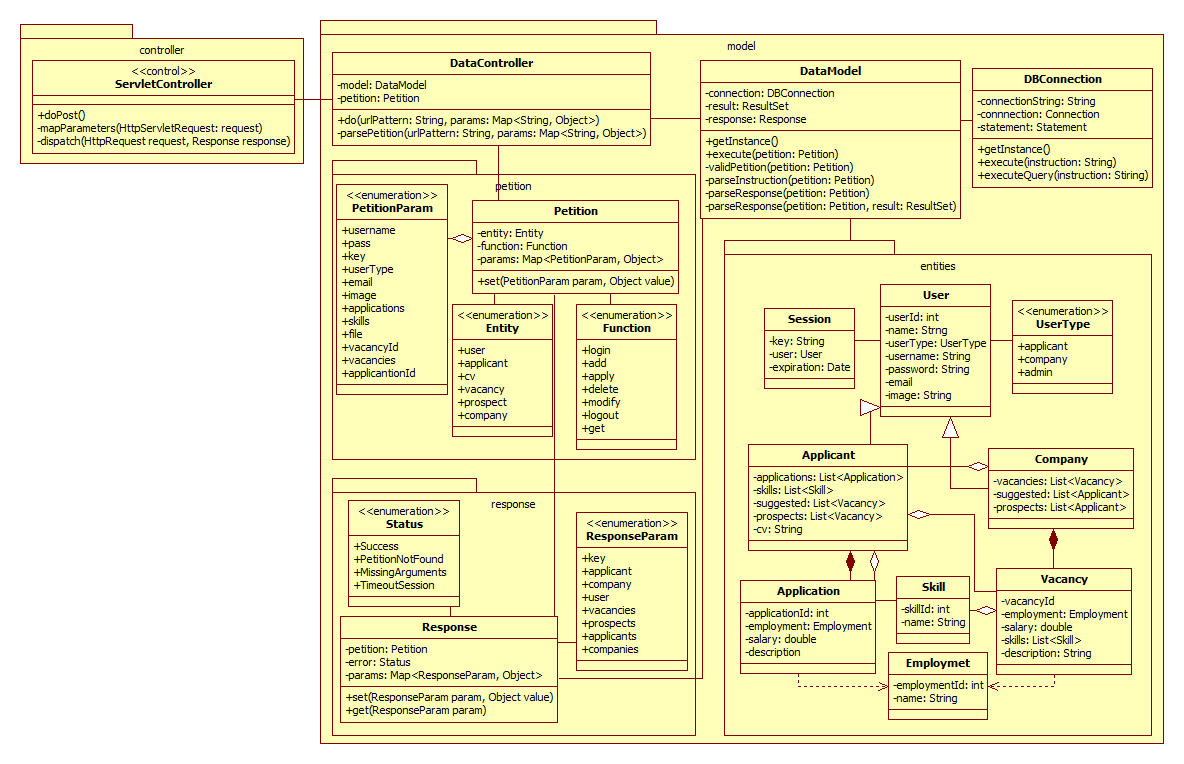 controller
<<control>>
ServletController
+doPost()
-mapParameters(HttpServletRequest: request)
-dispatch(HttpRequest request, Response response)
model
DataController
-model: DataModel
-petition: Petition
+do(urlPattern: String, params: Map<String, Object>)
-parsePetition(urlPattern: String, params: Map<String, Object>)
DataModel
-connection: DBConnection
-result: ResultSet
-response: Response
+getInstance()
+execute(petition: Petition)
-validPetition(petition: Petition)
-parseInstruction(petition: Petition)
-parseResponse(petition: Petition)
-parseResponse(petition: Petition, result: ResultSet)
DBConnection
-connectionString: String
-connnection: Connection
-statement: Statement
+getInstance()
+execute(instruction: String)
+executeQuery(instruction: String)
petition
<<enumeration>>
PetitionParam
+username
+pass
+key
+userType
+email
+image
+applications
+skills
+file
+vacancyId
+vacancies
+applicantionId
Petition
-entity: Entity
-function: Function
-params: Map<PetitionParam, Object>
+set(PetitionParam param, Object value)
<<enumeration>>
Entity
+user
+applicant
+cv
+vacancy
+prospect
+company
<<enumeration>>
Function
+login
+add
+apply
+delete
+modify
+logout
+get
response
<<enumeration>>
Status
+Success
+PetitionNotFound
+MissingArguments
+TimeoutSession
<<enumeration>>
ResponseParam
+key
+applicant
+company
+user
+vacancies
+prospects
+applicants
+companies
Response
-petition: Petition
-error: Status
-params: Map<ResponseParam, Object>
+set(ResponseParam param, Object value)
+get(ResponseParam param)
entities
Session
-key: String
-user: User
-expiration: Date
User
-userId: int
-name: Strng
-userType: UserType
-username: String
-password: String
-email
-image: String
<<enumeration>>
UserType
+applicant
+company
+admin
Applicant
-applications: List<Application>
-skills: List<Skill>
-suggested: List<Vacancy>
-prospects: List<Vacancy>
-cv: String
Company
-vacancies: List<Vacancy>
-suggested: List<Applicant>
-prospects: List<Applicant>
Application
-applicationId: int
-employment: Employment
-salary: double
-description
Skill
-skillId: int
-name: String
Vacancy
-vacancyId
-employment: Employment
-salary: double
-skills: List<Skill>
-description: String
Employmet
-employmentId: int
-name: String